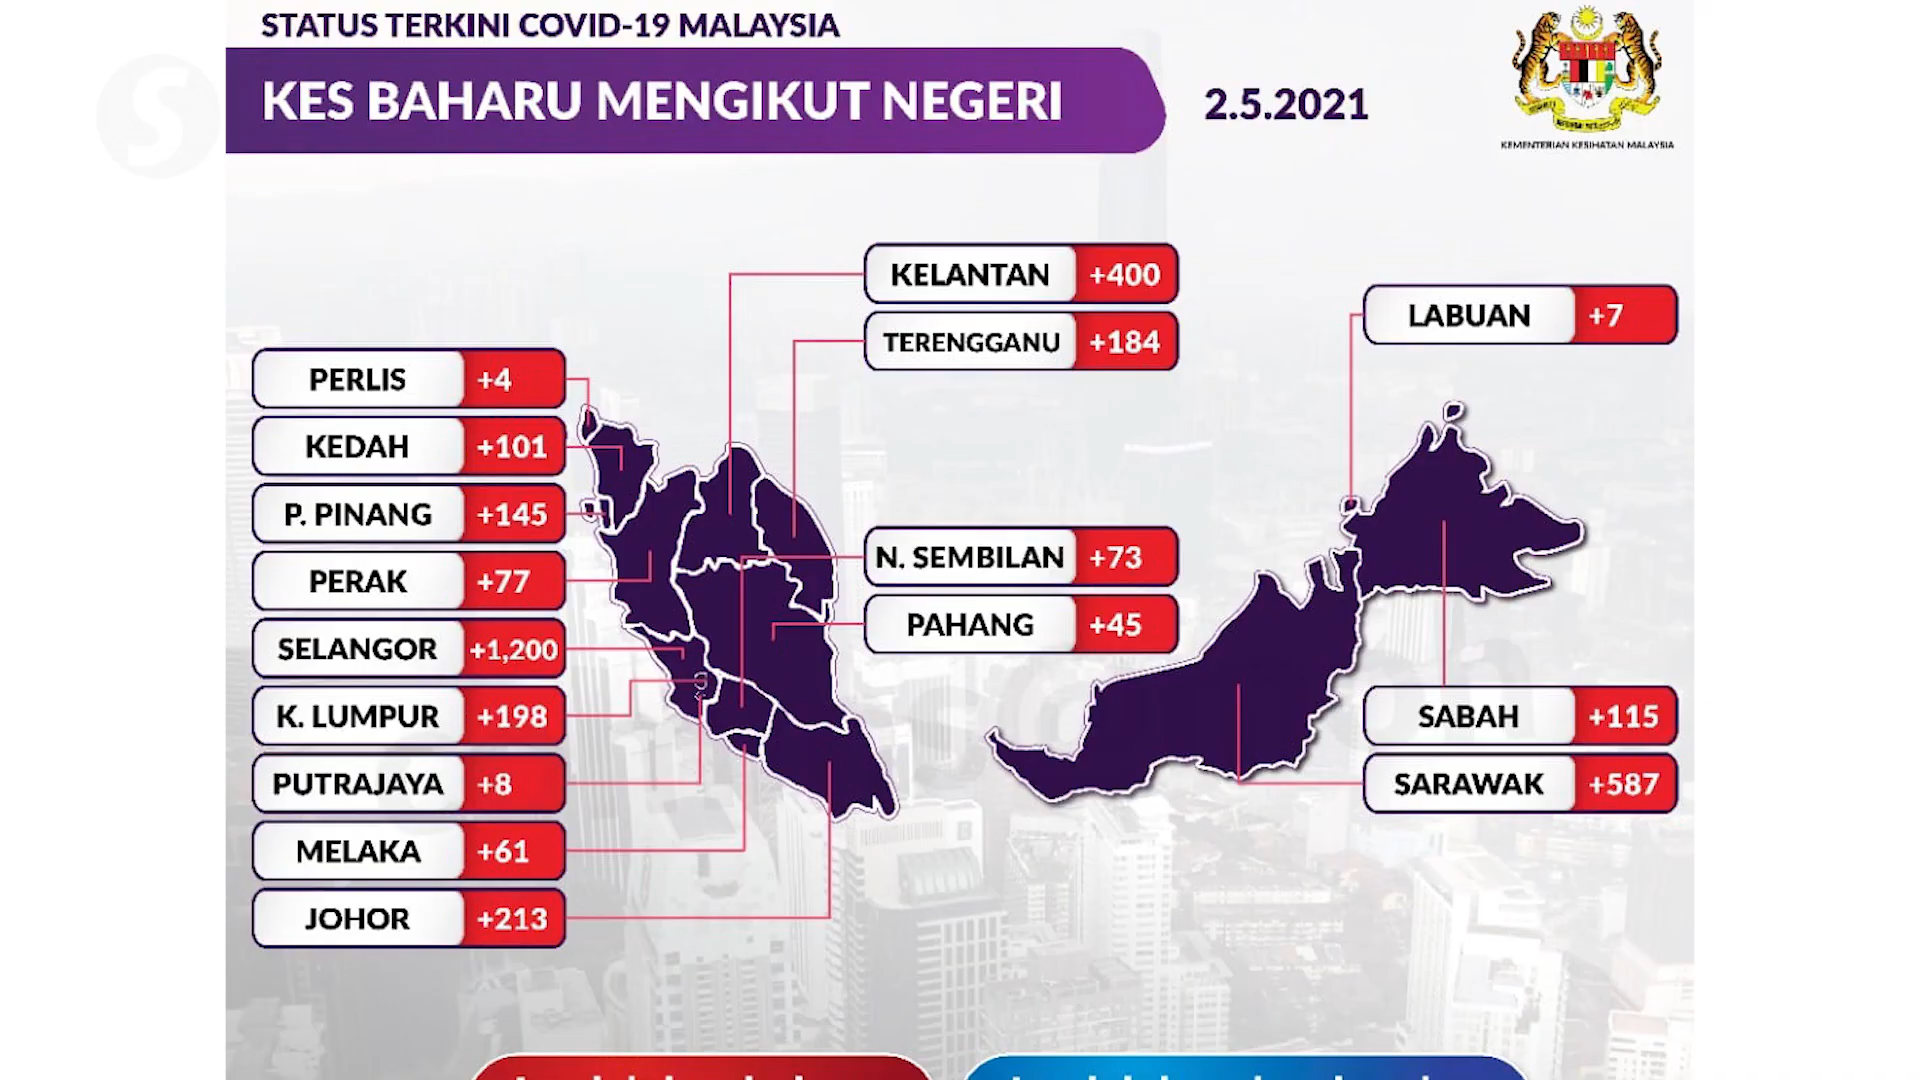 STATUS TERKINI COVID-19 MALAYSIA
KES BAHARU MENGIKUT NEGERI
2.5.2021
KEMENTERIAN KESIHATAN MALAYSIA
KELANTAN +400
TERENGGANU +184
LABUAN +7
PERLIS +4
KEDAH +101
P. PINANG +145
PERAK +77
SELANGOR +1,200
K. LUMPUR +198
PUTRAJAYA +8
MELAKA +61
JOHOR +213
N. SEMBILAN +73
PAHANG +45
SABAH +115
SARAWAK +587